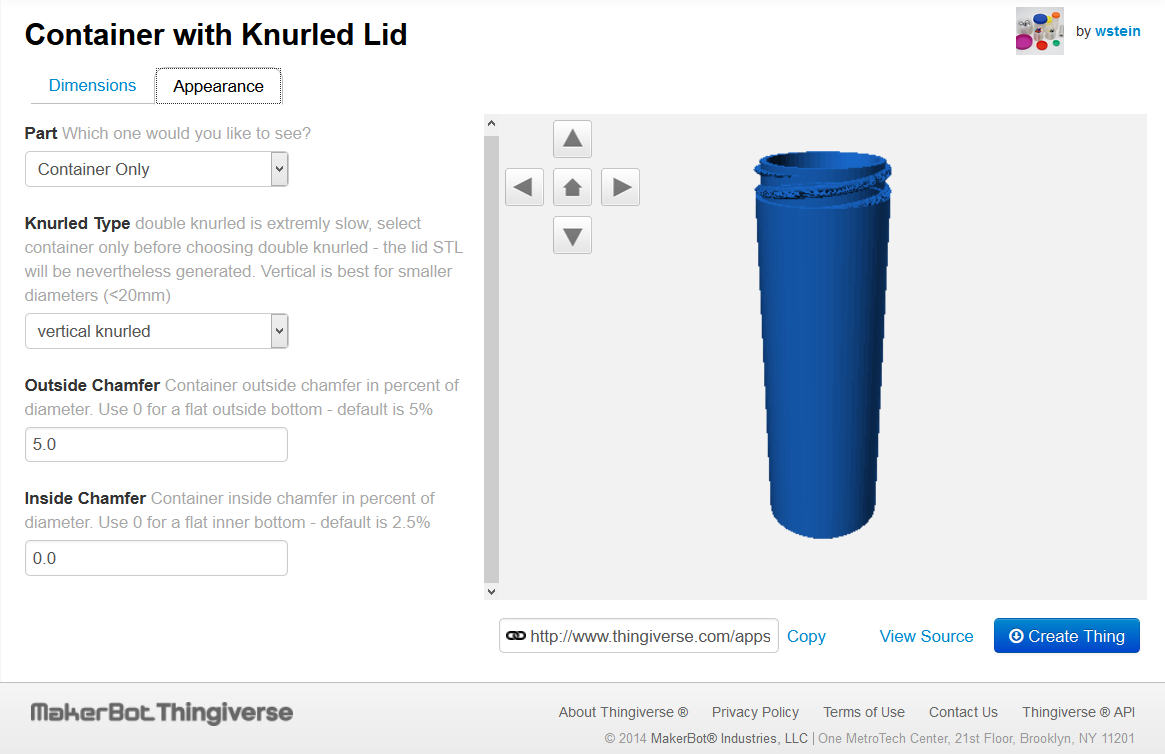 Container with Knurled Lid
by wstein
Dimensions
Appearance
Part Which one would you like to see?
Container Only
Knurled Type double knurled is extremly slow, select
container only before choosing double knurled - the lid STL
will be nevertheless generated. Vertical is best for smaller
diameters (<20mm)
vertical knurled
Outside Chamfer Container outside chamfer in percent of
diameter. Use 0 for a flat outside bottom - default is 5%
5.0
Inside Chamfer Container inside chamfer in percent of
diameter. Use 0 for a flat inner bottom - default is 2.5%
0.0
http://www.thingiverse.com/apps
Copy
View Source
Create Thing
MakerBot Thingiverse
About Thingiverse ® Privacy Policy Terms of Use Contact Us Thingiverse ® API
© 2014 MakerBot® Industries, LLC | One MetroTech Center, 21st Floor, Brooklyn, NY 11201